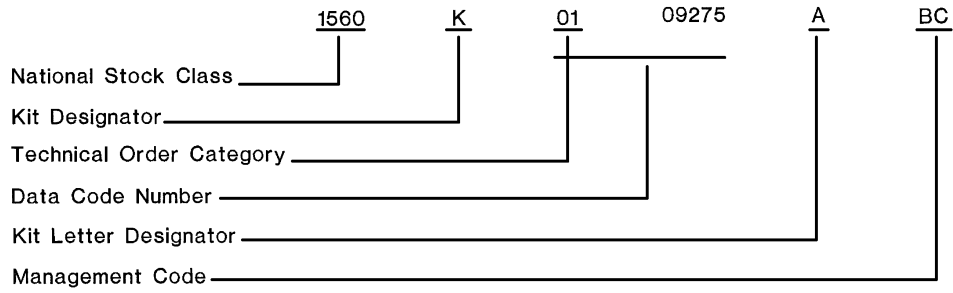 1560 K 01 09275 A BC
National Stock Class
Kit Designator
Technical Order Category
Data Code Number
Kit Letter Designator
Management Code